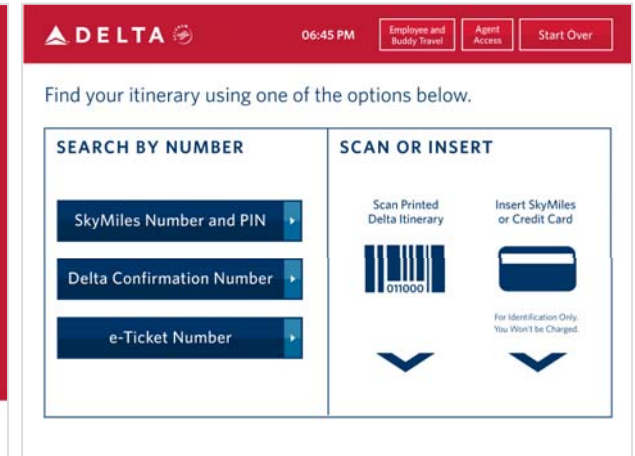 DELTA
06:45 PM
Employee and
Buddy Travel
Agent
Access
Start Over
Find your itinerary using one of the options below.
SEARCH BY NUMBER
SkyMiles Number and PIN
Delta Confirmation Number
e-Ticket Number
SCAN OR INSERT
Scan Printed
Delta Itinerary
011000
Insert SkyMiles
or Credit Card
For Identification Only.
You Won't be Charged.